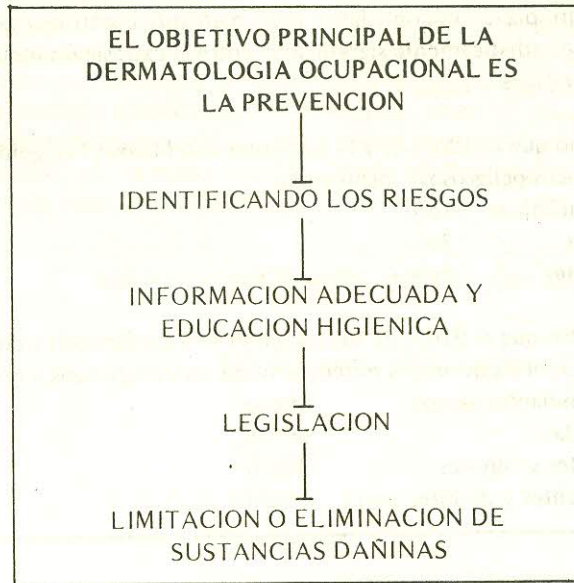 EL OBJETIVO PRINCIPAL DE LA
DERMATOLOGIA OCUPACIONAL ES
LA PREVENCION
IDENTIFICANDO LOS RIESGOS
INFORMACION ADECUADA Y
EDUCACION HIGIENICA
LEGISLACION
LIMITACION O ELIMINACION DE
SUSTANCIAS DAÑINAS